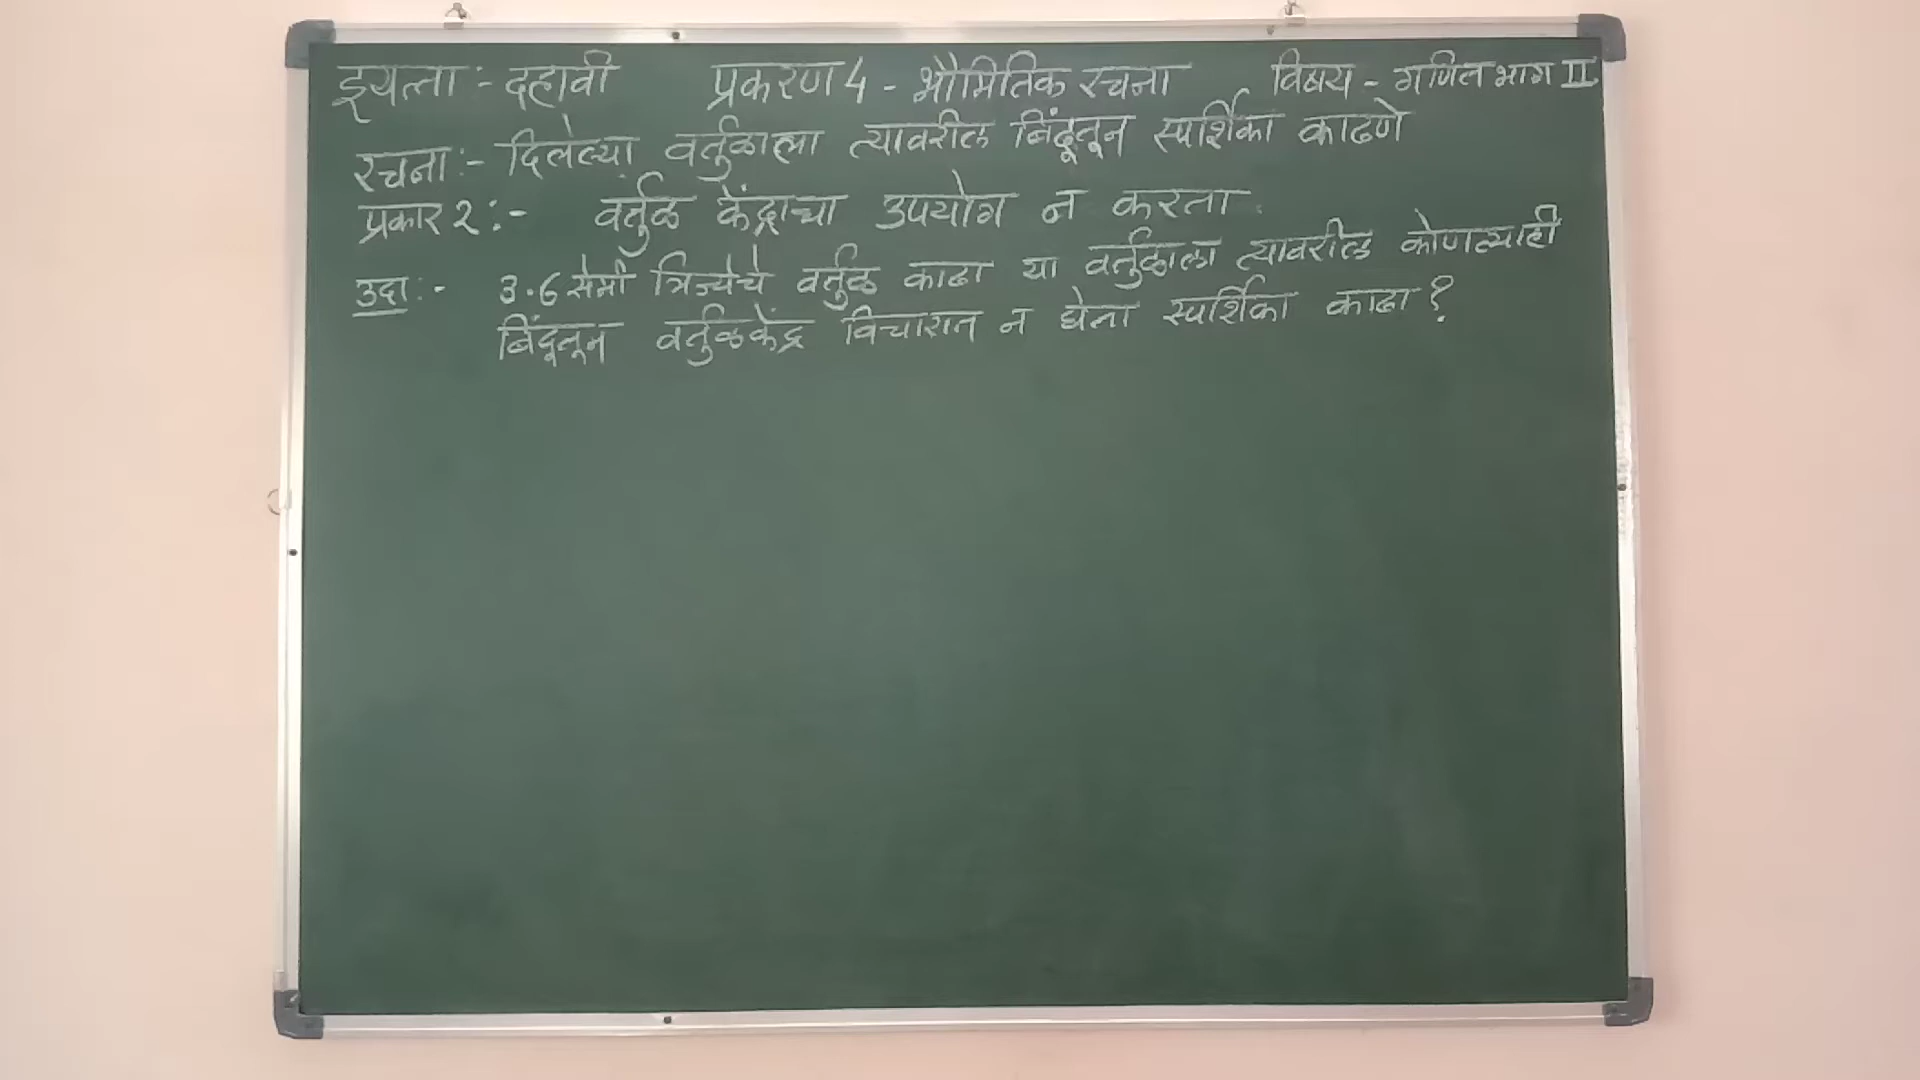 इयत्ता :- दहावी प्रकरण 4 - भौमितिक रचना विषय - गणित भाग II
रचना :- दिलेल्या वर्तुळाला त्यावरील बिंदूतून स्पर्शिका काढणे
प्रकार 2 :- वर्तुळ केंद्राचा उपयोग न करता
उदा :- 3.6 सेमी त्रिज्येचे वर्तुळ काढा या वर्तुळाला त्यावरील कोणत्याही
बिंदूतून वर्तुळकेंद्र विचारात न घेता स्पर्शिका काढा ?